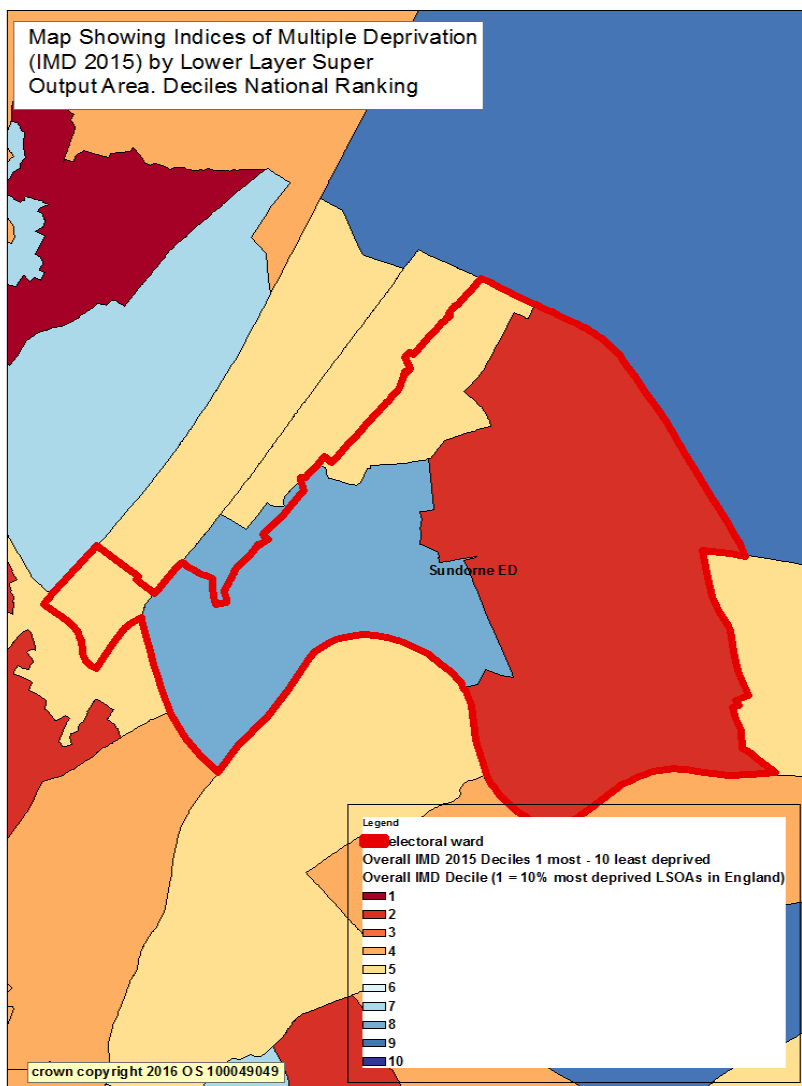 Map Showing Indices of Multiple Deprivation
(IMD 2015) by Lower Layer Super
Output Area. Deciles National Ranking
Sundorne ED
Legend
electoral ward
Overall IMD 2015 Deciles 1 most - 10 least deprived
Overall IMD Decile (1 = 10% most deprived LSOAs in England)
1
2
3
4
5
6
7
8
9
10
crown copyright 2016 OS 100049049